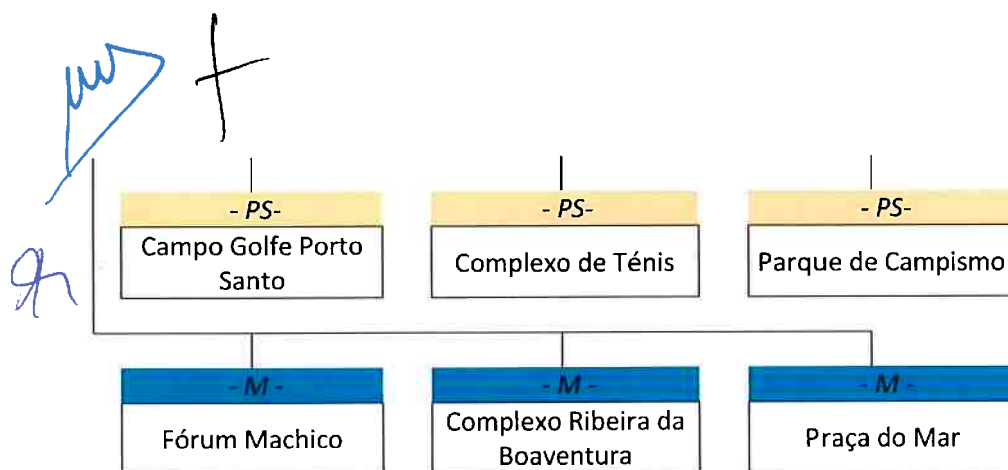 - PS-
Campo Golfe Porto
Santo
- PS-
Complexo de Ténis
- PS-
Parque de Campismo
- M -
Fórum Machico
- M -
Complexo Ribeira da
Boaventura
- M -
Praça do Mar